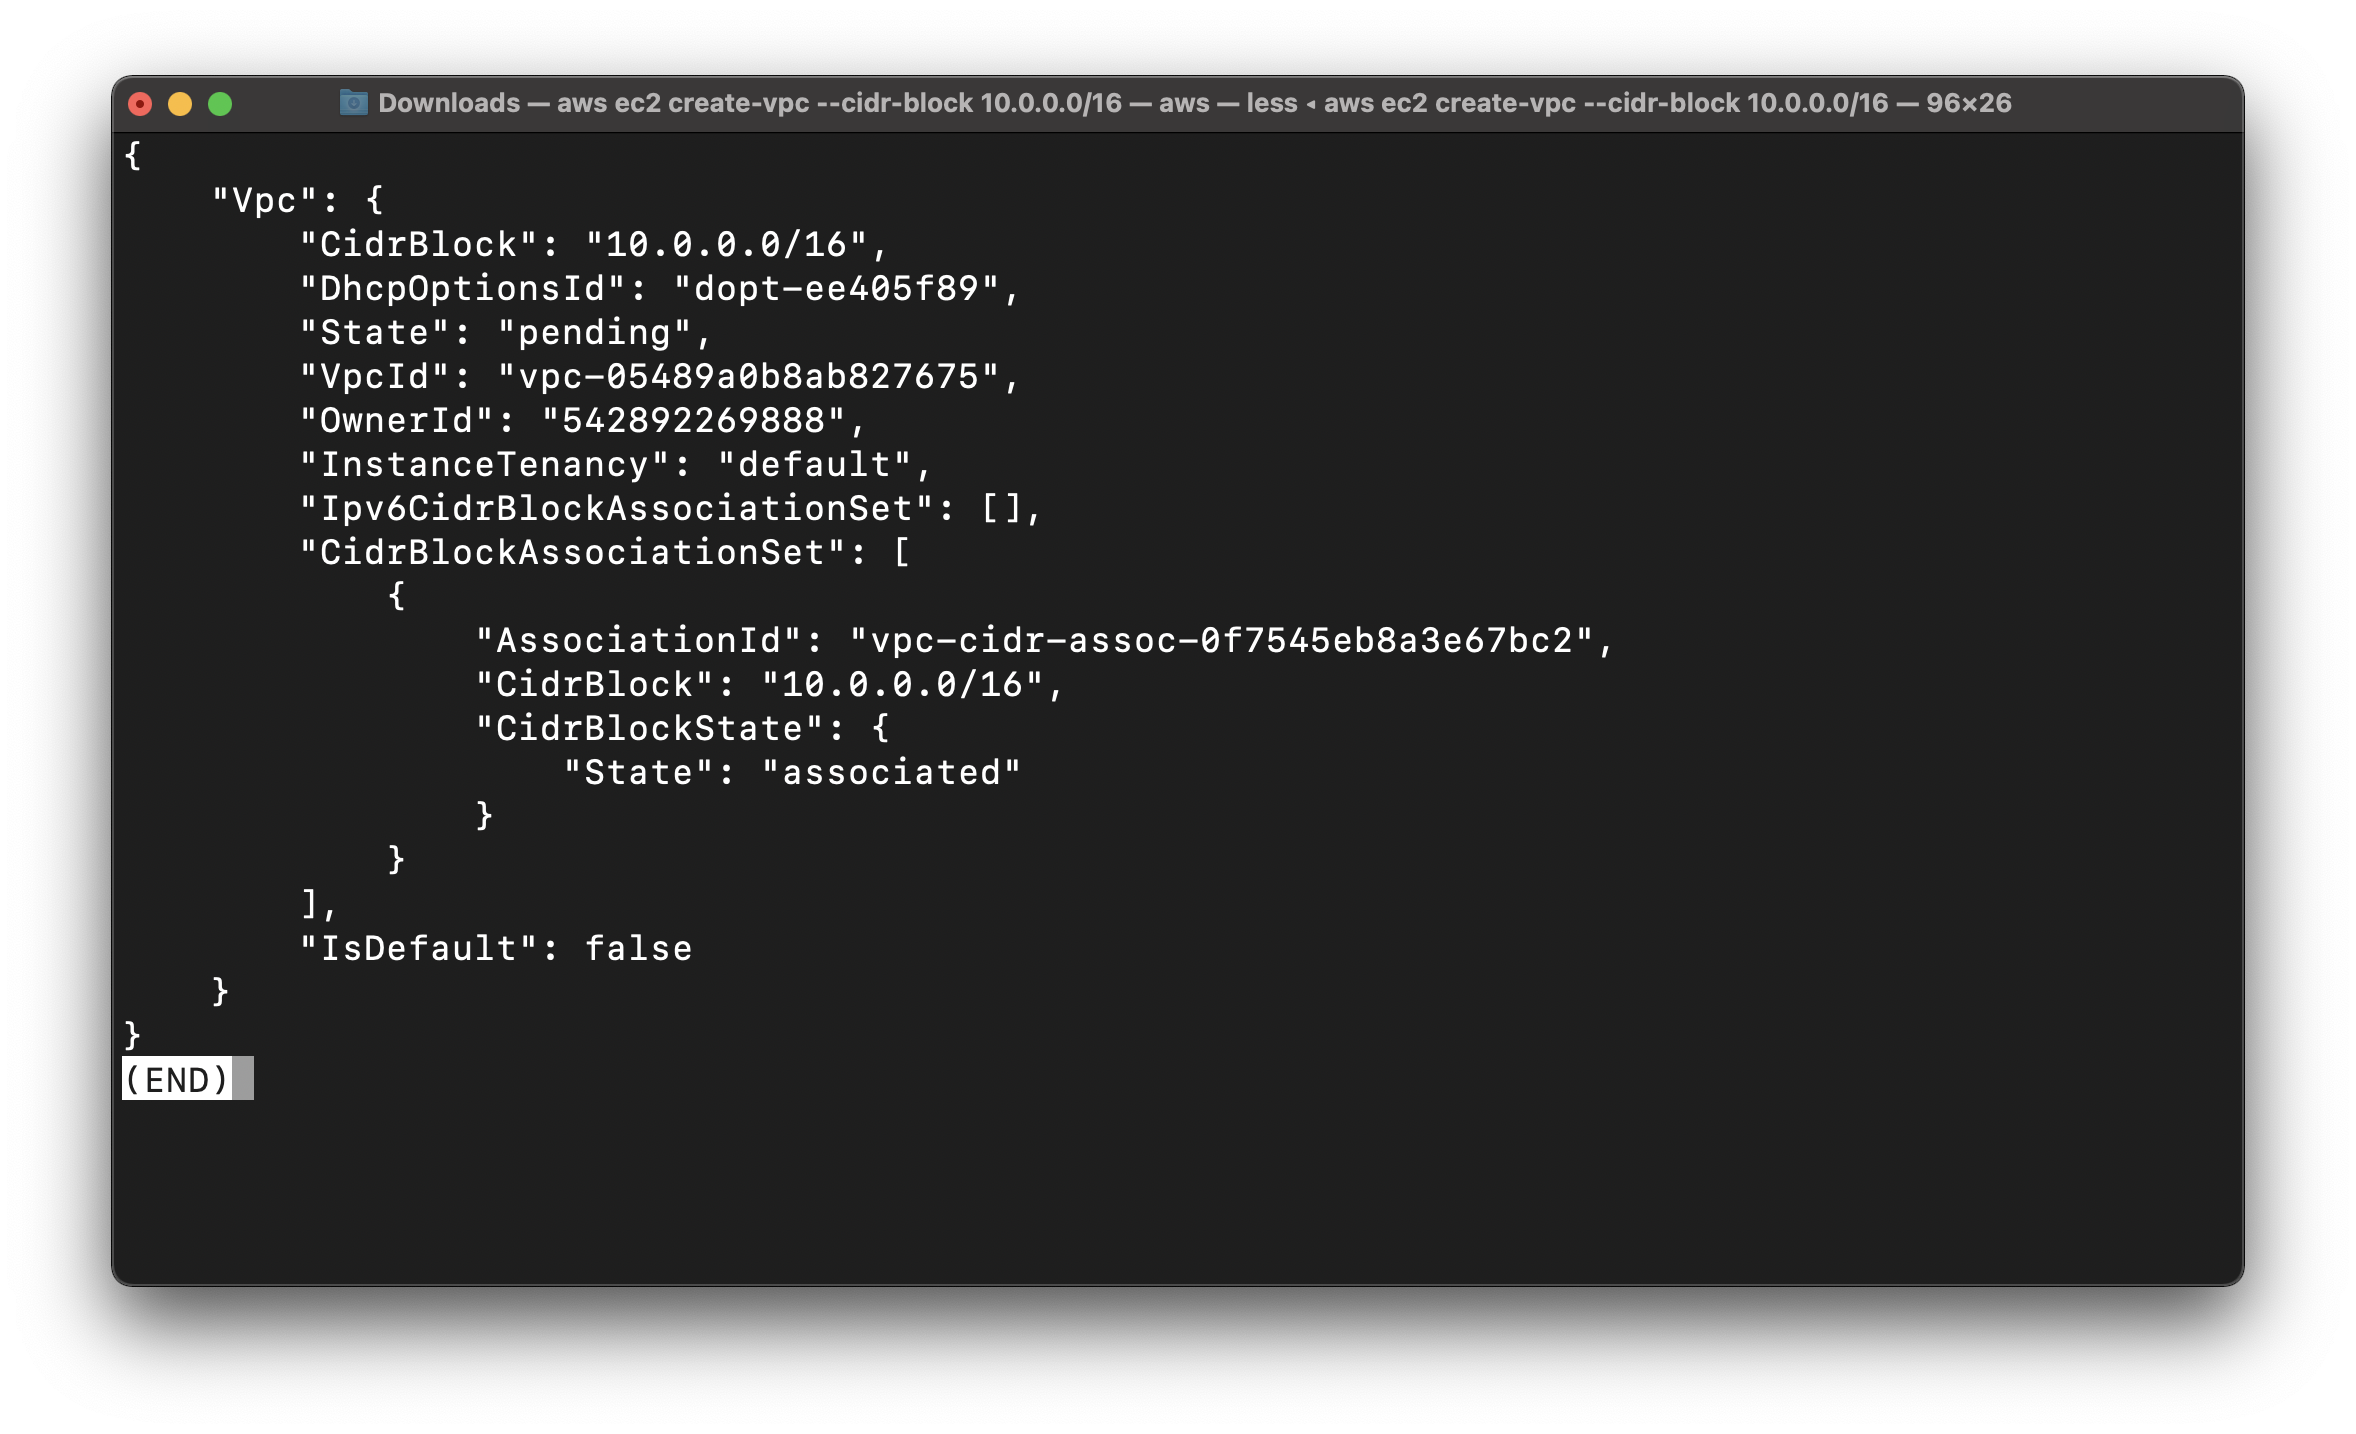 Downloads — aws ec2 create-vpc --cidr-block 10.0.0.0/16 — aws — less ◂ aws ec2 create-vpc --cidr-block 10.0.0.0/16 — 96×26
{
    "Vpc": {
        "CidrBlock": "10.0.0.0/16",
        "DhcpOptionsId": "dopt-ee405f89",
        "State": "pending",
        "VpcId": "vpc-05489a0b8ab827675",
        "OwnerId": "542892269888",
        "InstanceTenancy": "default",
        "Ipv6CidrBlockAssociationSet": [],
        "CidrBlockAssociationSet": [
            {
                "AssociationId": "vpc-cidr-assoc-0f7545eb8a3e67bc2",
                "CidrBlock": "10.0.0.0/16",
                "CidrBlockState": {
                    "State": "associated"
                }
            }
        ],
        "IsDefault": false
    }
}
(END)